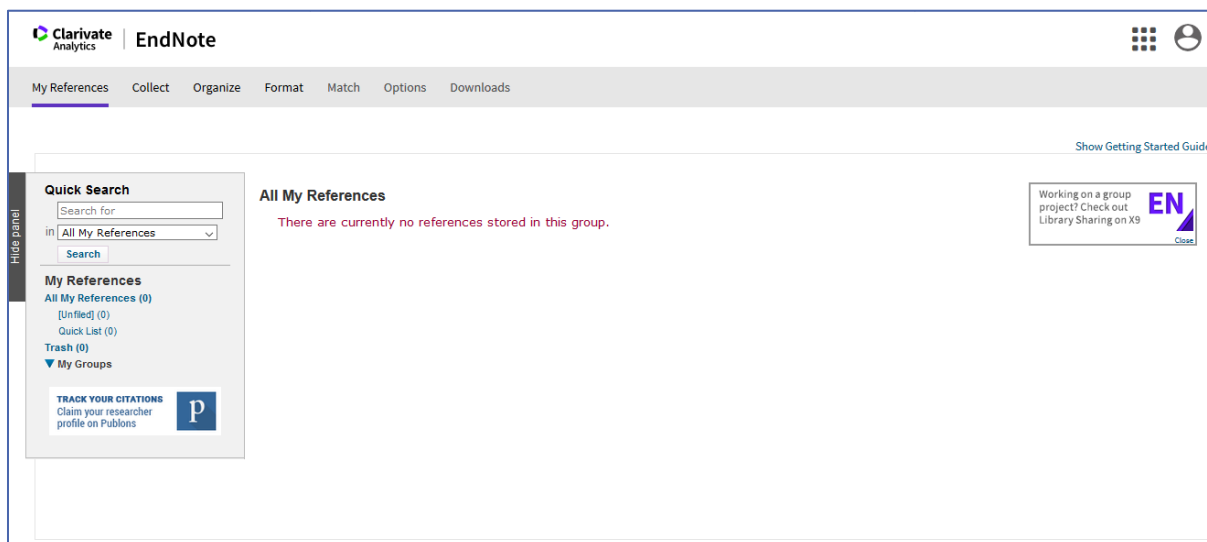 Clarivate
Analytics
EndNote
My References Collect Organize Format Match Options Downloads
Show Getting Started Guide
Hide panel
Quick Search
Search for
in All My References
Search
My References
All My References (0)
[Unfiled] (0)
Quick List (0)
Trash (0)
My Groups
TRACK YOUR CITATIONS
Claim your researcher
profile on Publons
p
All My References
There are currently no references stored in this group.
Working on a group
project? Check out
Library Sharing on X9
EN
Close